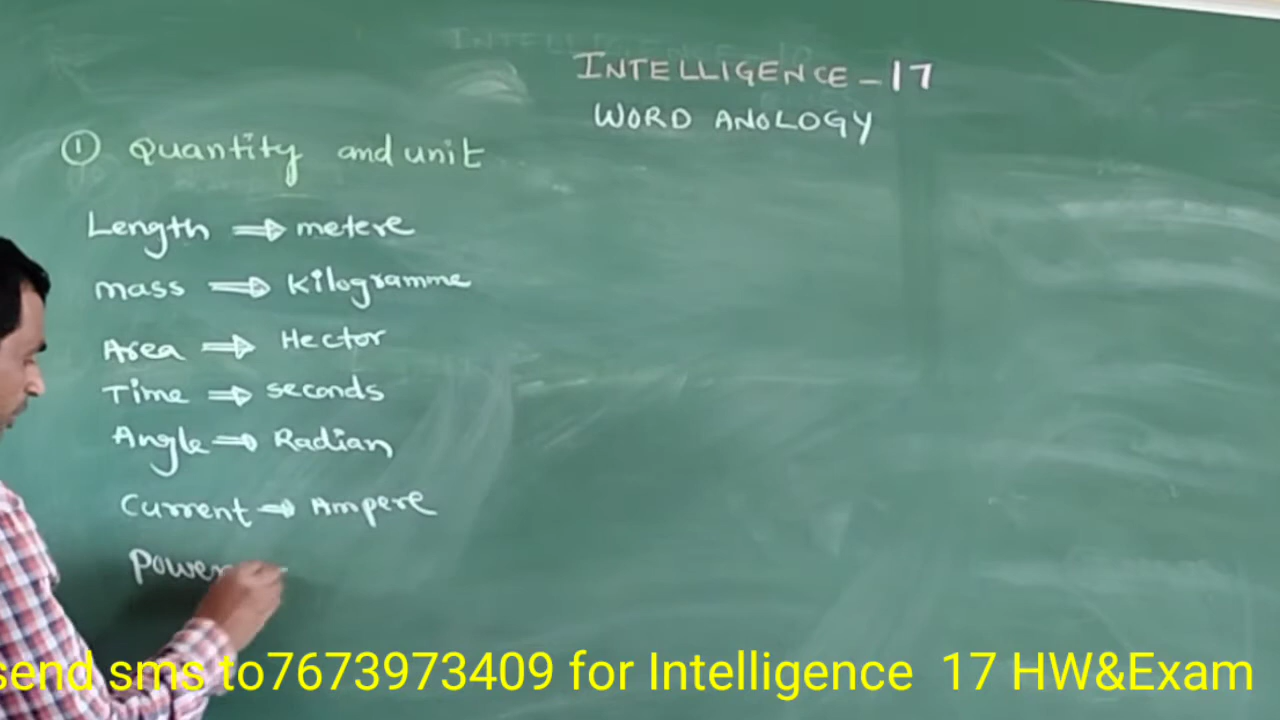 INTELLIGENCE - 17
WORD ANOLOGY
① Quantity and unit
Length ⇒ metere
mass ⇒ Kilogramme
Area ⇒ Hector
Time ⇒ seconds
Angle ⇒ Radian
Current ⇒ Ampere
Power
send sms to7673973409 for Intelligence 17 HW&Exam